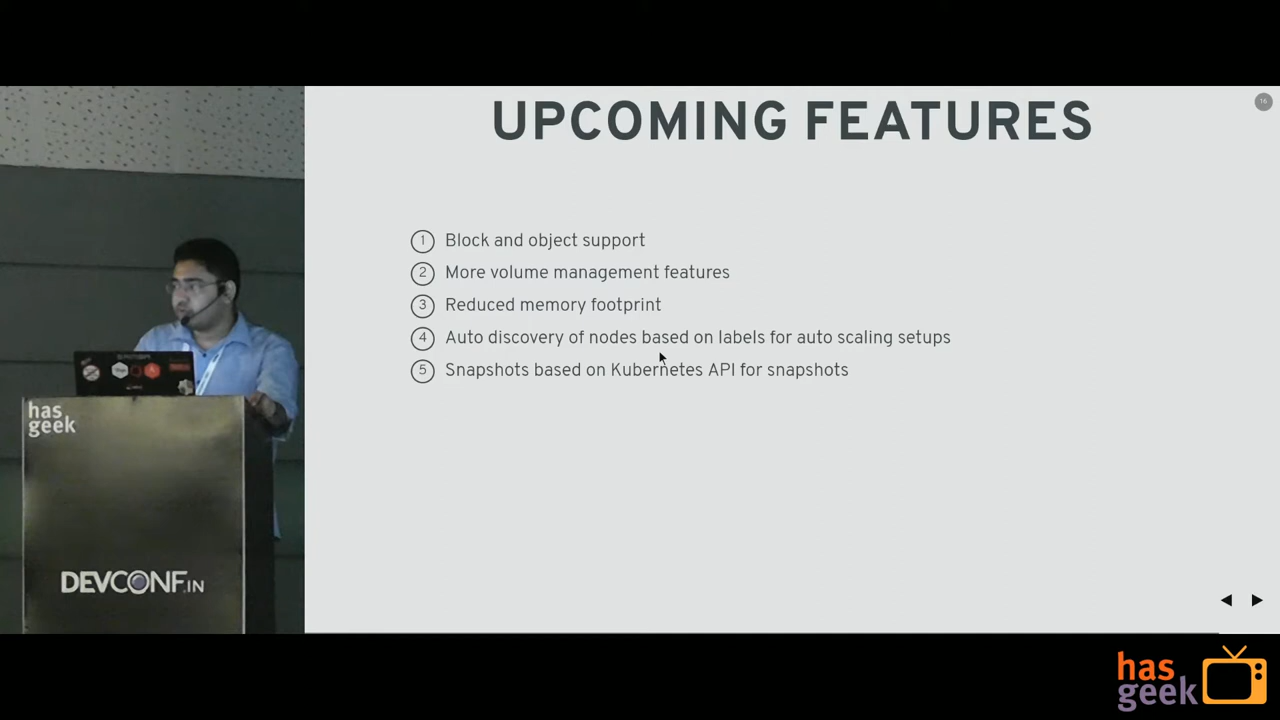 UPCOMING FEATURES
16
1 Block and object support
2 More volume management features
3 Reduced memory footprint
4 Auto discovery of nodes based on labels for auto scaling setups
5 Snapshots based on Kubernetes API for snapshots
has
geek
DEVCONF.IN
has
geek